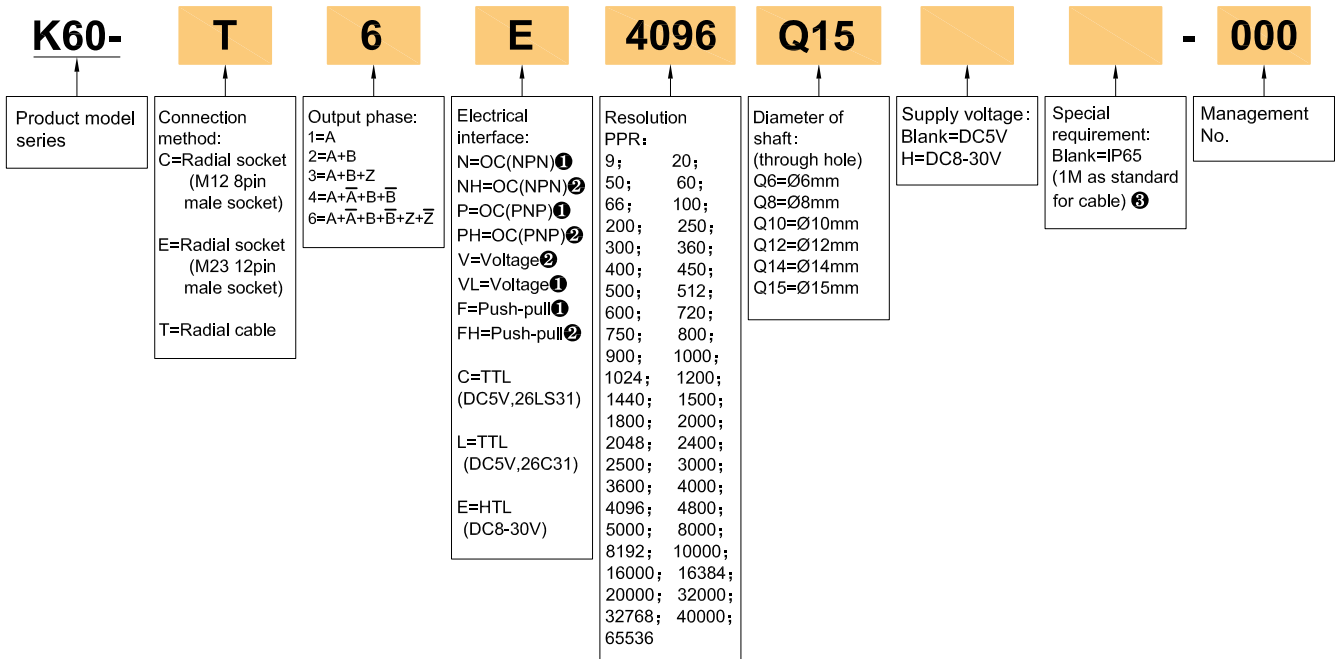 K60- T 6 E 4096 Q15 - 000
Product model
series
Connection
method:
C=Radial socket
(M12 8pin
male socket)
E=Radial socket
(M23 12pin
male socket)
T=Radial cable
Output phase:
1=A
2=A+B
3=A+B+Z
4=A+A̅+B+B̅
6=A+A̅+B+B̅+Z+Z̅
Electrical
interface:
N=OC(NPN)❶
NH=OC(NPN)❷
P=OC(PNP)❶
PH=OC(PNP)❷
V=Voltage❷
VL=Voltage❶
F=Push-pull❶
FH=Push-pull❷
C=TTL
(DC5V,26LS31)
L=TTL
(DC5V,26C31)
E=HTL
(DC8-30V)
Resolution
PPR:
9; 20;
50; 60;
66; 100;
200; 250;
300; 360;
400; 450;
500; 512;
600; 720;
750; 800;
900; 1000;
1024; 1200;
1440; 1500;
1800; 2000;
2048; 2400;
2500; 3000;
3600; 4000;
4096; 4800;
5000; 8000;
8192; 10000;
16000; 16384;
20000; 32000;
32768; 40000;
65536
Diameter of
shaft:
(through hole)
Q6=Ø6mm
Q8=Ø8mm
Q10=Ø10mm
Q12=Ø12mm
Q14=Ø14mm
Q15=Ø15mm
Supply voltage:
Blank=DC5V
H=DC8-30V
Special
requirement:
Blank=IP65
(1M as standard
for cable) ❸
Management
No.